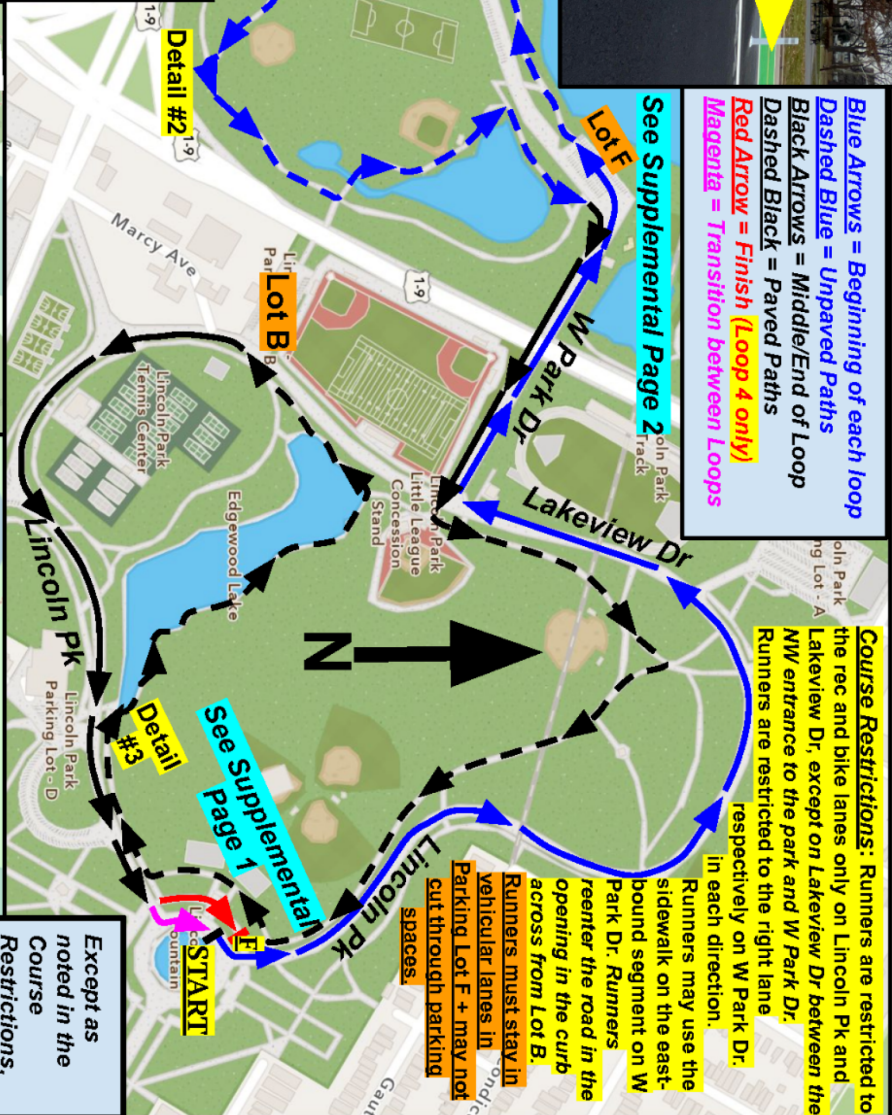 Blue Arrows = Beginning of each loop
Dashed Blue = Unpaved Paths
Black Arrows = Middle/End of Loop
Dashed Black = Paved Paths
Red Arrow = Finish (Loop 4 only)
Magenta = Transition between Loops
Course Restrictions: Runners are restricted to
the rec and bike lanes only on Lincoln Pk and
Lakeview Dr, except on Lakeview Dr between the
NW entrance to the park and W Park Dr.
Runners are restricted to the right lane
respectively on W Park Dr.
in each direction.
Runners may use the
sidewalk on the east-
bound segment on W
Park Dr. Runners
reenter the road in the
opening in the curb
across from Lot B.
Runners must stay in
vehicular lanes in
Parking Lot F + may not
cut through parking
spaces.
See Supplemental Page 2
Lot F
Detail #2
1-9
1-9
1-9
Marcy Ave
Lot B
W Park Dr
Lakeview Dr
Track
Lot - A
Lincoln Park
Little League
Concession
Stand
Lincoln Park
Tennis Center
Edgewood Lake
N
Lincoln Pk
Lincoln Park
Parking Lot - D
Detail
#3
See Supplemental
Page 1
Lincoln Pk
F
START
Except as
noted in the
Course
Restrictions,